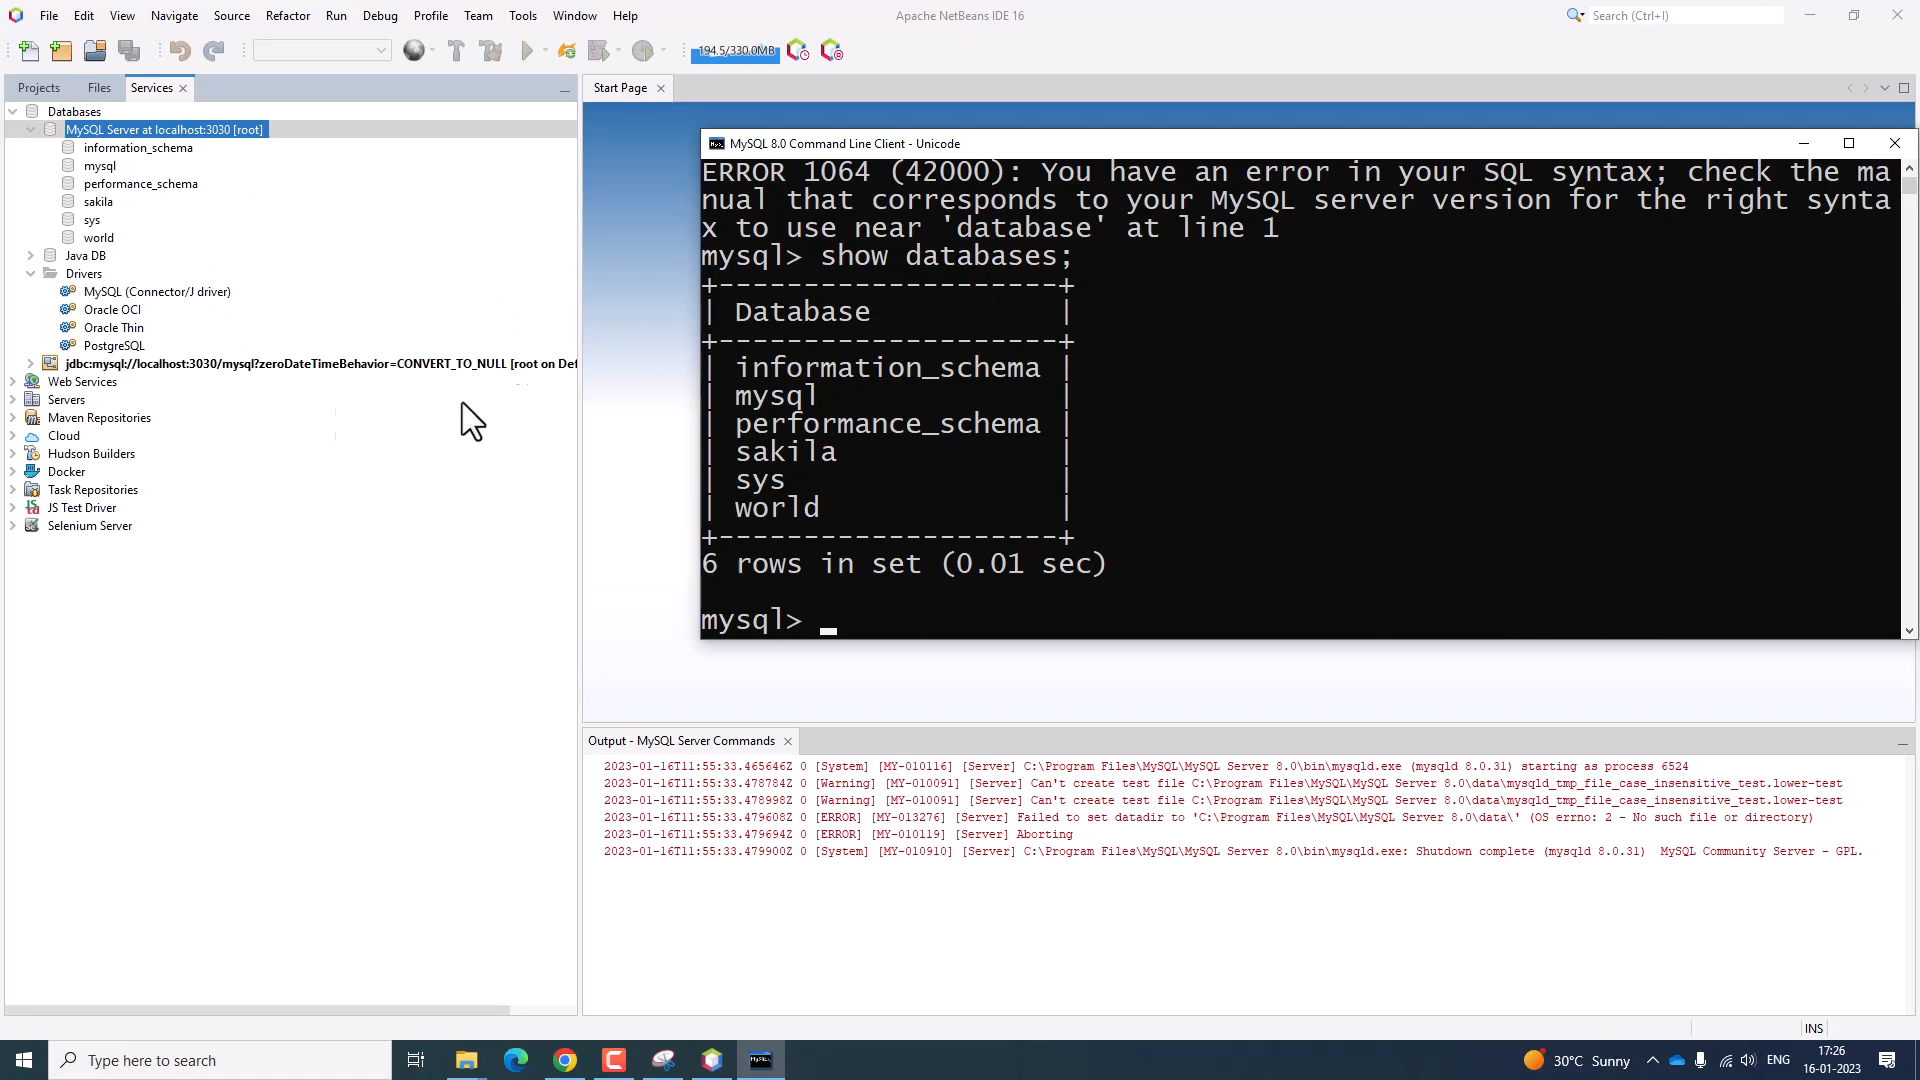 File Edit View Navigate Source Refactor Run Debug Profile Team Tools Window Help
Apache NetBeans IDE 16
Search (Ctrl+I)
194.5/330.0MB
Projects Files Services
Start Page
Databases
MySQL Server at localhost:3030 [root]
information_schema
mysql
performance_schema
sakila
sys
world
Java DB
Drivers
MySQL (Connector/J driver)
Oracle OCI
Oracle Thin
PostgreSQL
jdbc:mysql://localhost:3030/mysql?zeroDateTimeBehavior=CONVERT_TO_NULL [root on Def
Web Services
Servers
Maven Repositories
Cloud
Hudson Builders
Docker
Task Repositories
JS Test Driver
Selenium Server
MySQL 8.0 Command Line Client - Unicode
ERROR 1064 (42000): You have an error in your SQL syntax; check the ma
nual that corresponds to your MySQL server version for the right synta
x to use near 'database' at line 1
mysql> show databases;
+--------------------+
| Database           |
+--------------------+
| information_schema |
| mysql              |
| performance_schema |
| sakila             |
| sys                |
| world              |
+--------------------+
6 rows in set (0.01 sec)
mysql>
Output - MySQL Server Commands
2023-01-16T11:55:33.465646Z 0 [System] [MY-010116] [Server] C:\Program Files\MySQL\MySQL Server 8.0\bin\mysqld.exe (mysqld 8.0.31) starting as process 6524
2023-01-16T11:55:33.478784Z 0 [Warning] [MY-010091] [Server] Can't create test file C:\Program Files\MySQL\MySQL Server 8.0\data\mysqld_tmp_file_case_insensitive_test.lower-test
2023-01-16T11:55:33.478998Z 0 [Warning] [MY-010091] [Server] Can't create test file C:\Program Files\MySQL\MySQL Server 8.0\data\mysqld_tmp_file_case_insensitive_test.lower-test
2023-01-16T11:55:33.479608Z 0 [ERROR] [MY-013276] [Server] Failed to set datadir to 'C:\Program Files\MySQL\MySQL Server 8.0\data\' (OS errno: 2 - No such file or directory)
2023-01-16T11:55:33.479694Z 0 [ERROR] [MY-010119] [Server] Aborting
2023-01-16T11:55:33.479900Z 0 [System] [MY-010910] [Server] C:\Program Files\MySQL\MySQL Server 8.0\bin\mysqld.exe: Shutdown complete (mysqld 8.0.31)  MySQL Community Server - GPL.
INS
Type here to search
30°C Sunny
ENG
17:26
16-01-2023